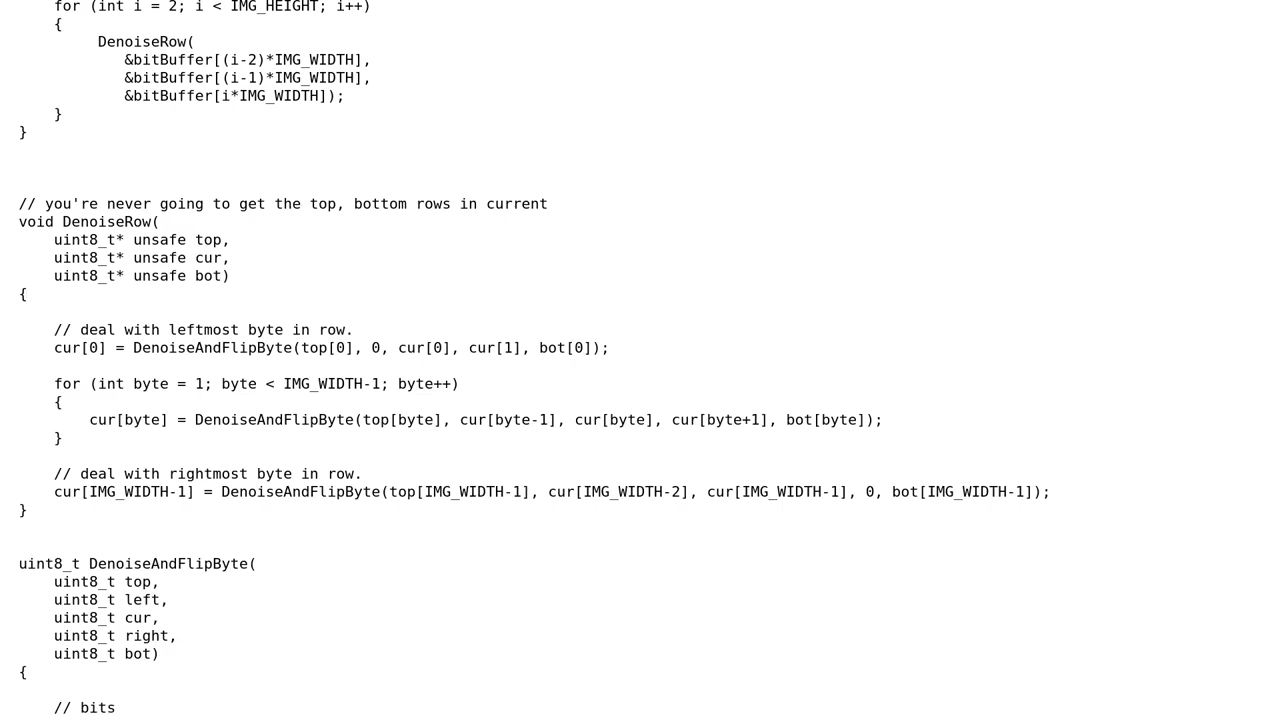 for (int i = 2; i < IMG_HEIGHT; i++)
{
DenoiseRow(
&bitBuffer[(i-2)*IMG_WIDTH],
&bitBuffer[(i-1)*IMG_WIDTH],
&bitBuffer[i*IMG_WIDTH]);
}
}
// you're never going to get the top, bottom rows in current
void DenoiseRow(
uint8_t* unsafe top,
uint8_t* unsafe cur,
uint8_t* unsafe bot)
{
// deal with leftmost byte in row.
cur[0] = DenoiseAndFlipByte(top[0], 0, cur[0], cur[1], bot[0]);
for (int byte = 1; byte < IMG_WIDTH-1; byte++)
{
cur[byte] = DenoiseAndFlipByte(top[byte], cur[byte-1], cur[byte], cur[byte+1], bot[byte]);
}
// deal with rightmost byte in row.
cur[IMG_WIDTH-1] = DenoiseAndFlipByte(top[IMG_WIDTH-1], cur[IMG_WIDTH-2], cur[IMG_WIDTH-1], 0, bot[IMG_WIDTH-1]);
}
uint8_t DenoiseAndFlipByte(
uint8_t top,
uint8_t left,
uint8_t cur,
uint8_t right,
uint8_t bot)
{
// bits